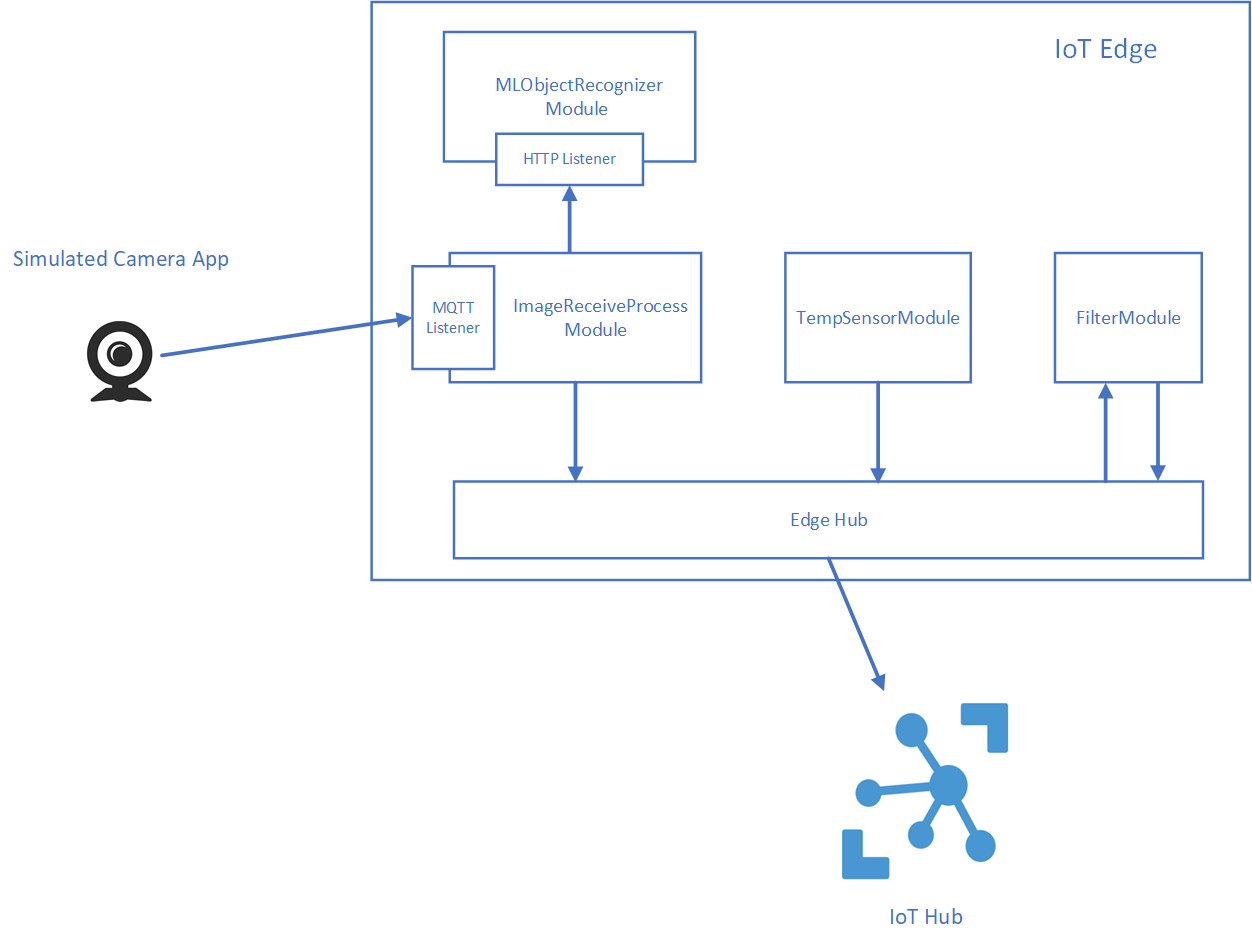 IoT Edge
MLObjectRecognizer
Module
HTTP Listener
Simulated Camera App
MQTT
Listener
ImageReceiveProcess
Module
TempSensorModule
FilterModule
Edge Hub
IoT Hub